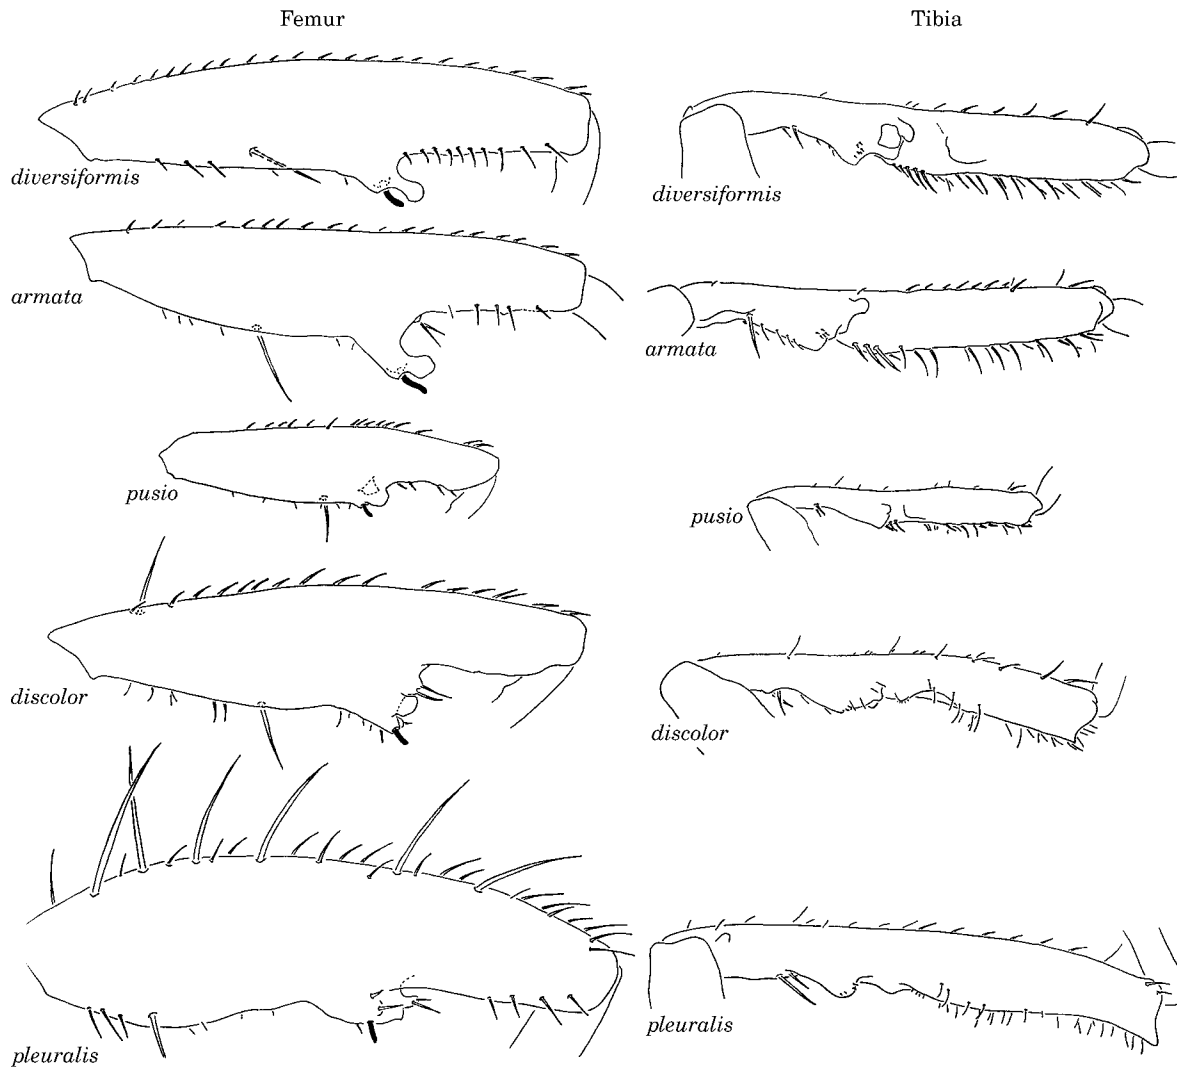 Femur
Tibia
diversiformis
diversiformis
armata
armata
pusio
pusio
discolor
discolor
pleuralis
pleuralis